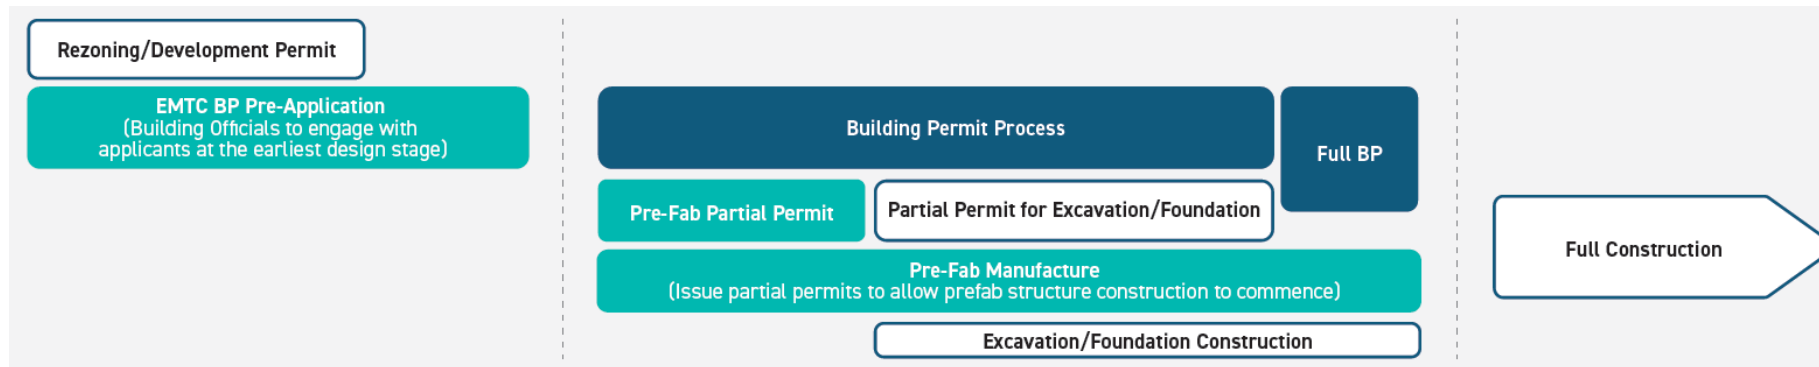 Rezoning/Development Permit
EMTC BP Pre-Application
(Building Officials to engage with
applicants at the earliest design stage)
Building Permit Process
Full BP
Pre-Fab Partial Permit
Partial Permit for Excavation/Foundation
Pre-Fab Manufacture
(Issue partial permits to allow prefab structure construction to commence)
Excavation/Foundation Construction
Full Construction